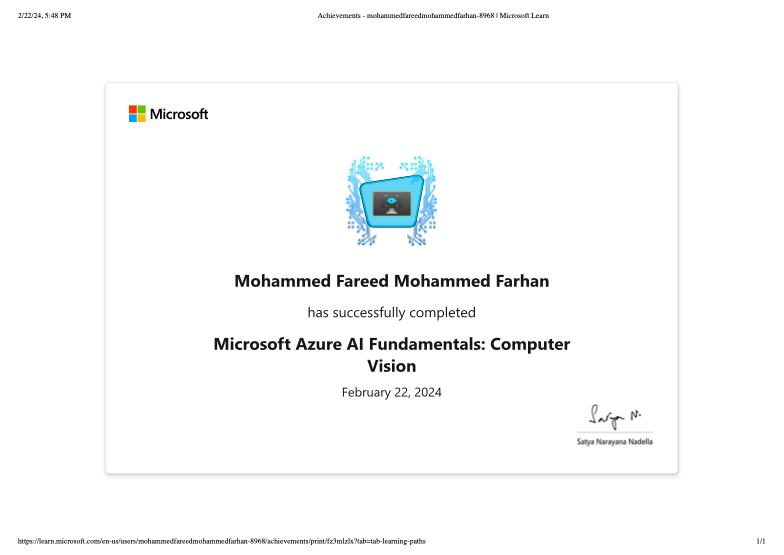 2/22/24, 5:48 PM
Achievements - mohammedfareedmohammedfarhan-8968 | Microsoft Learn
Microsoft
Mohammed Fareed Mohammed Farhan
has successfully completed
Microsoft Azure AI Fundamentals: Computer
Vision
February 22, 2024
Satya N.
Satya Narayana Nadella
https://learn.microsoft.com/en-us/users/mohammedfareedmohammedfarhan-8968/achievements/print/fz3mlzlx?tab=tab-learning-paths
1/1